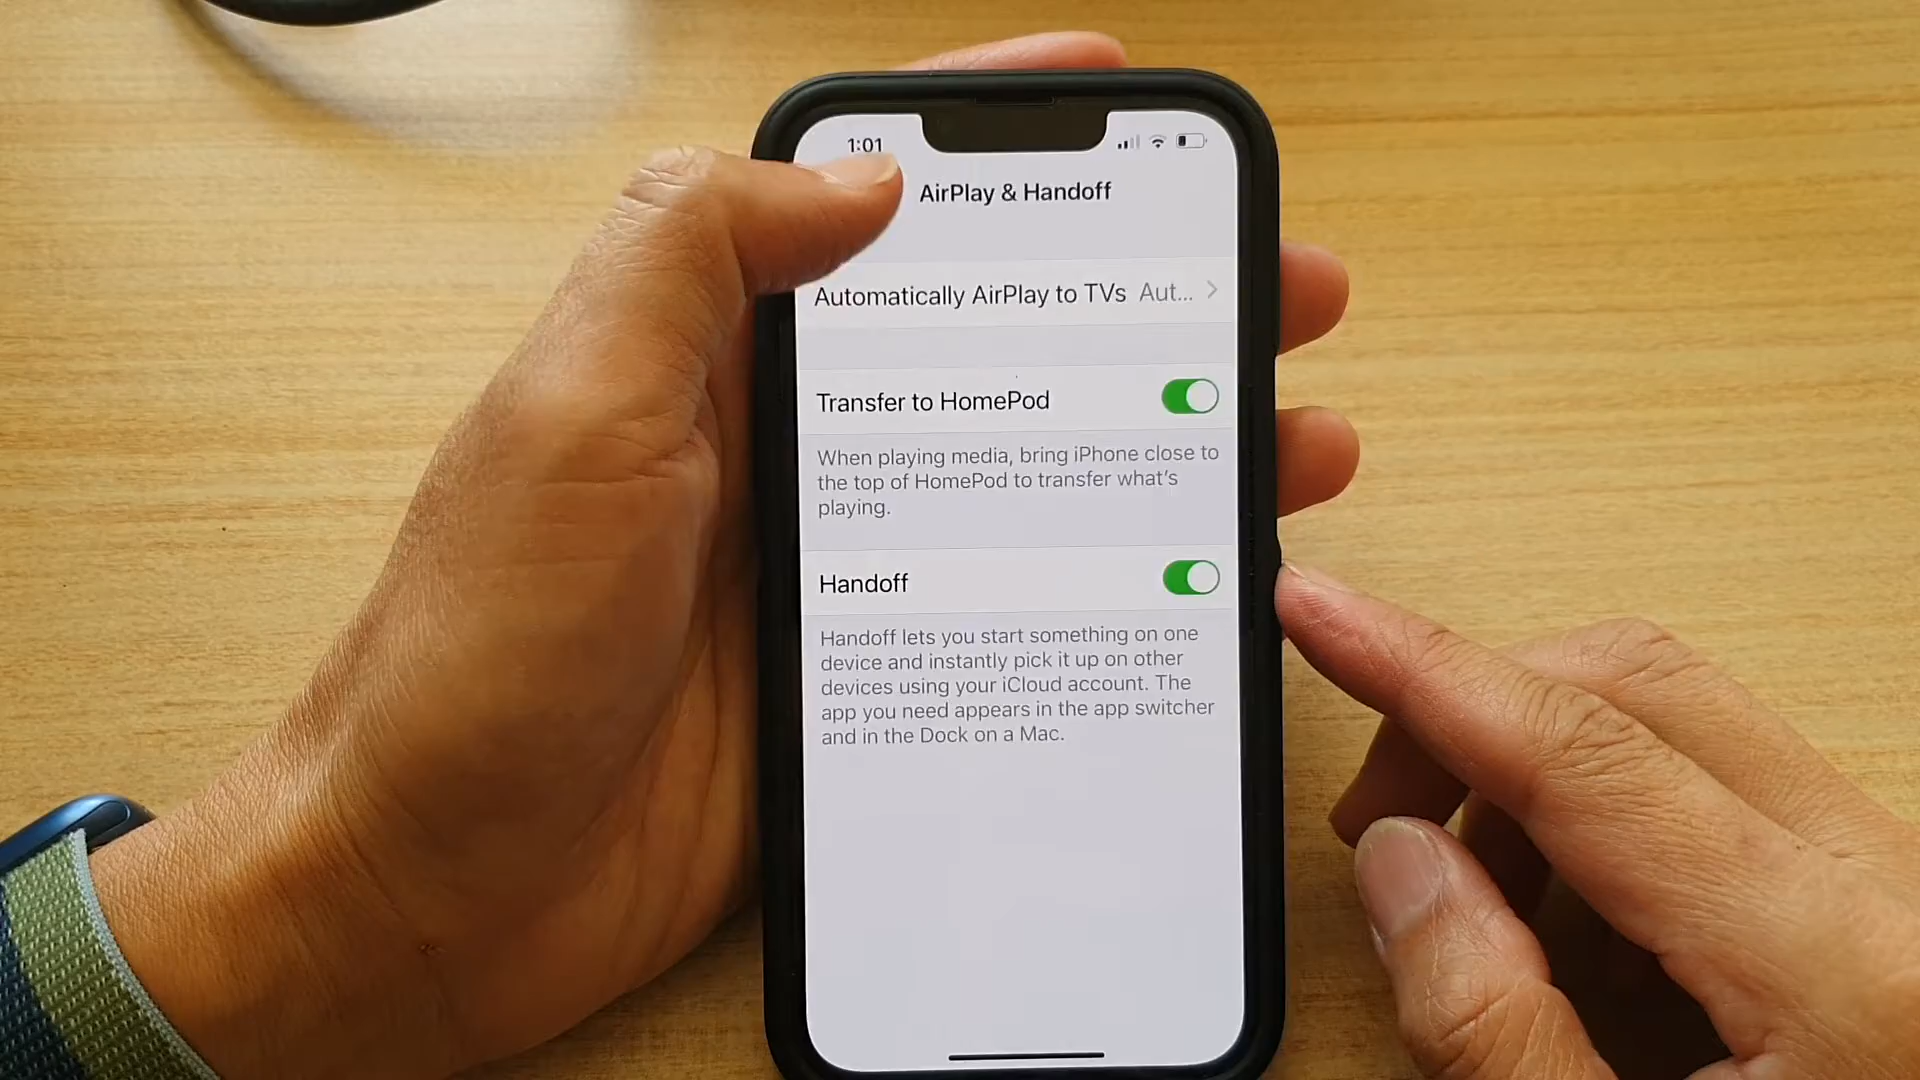 1:01
AirPlay & Handoff
Automatically AirPlay to TVs Aut...
Transfer to HomePod
When playing media, bring iPhone close to
the top of HomePod to transfer what's
playing.
Handoff
Handoff lets you start something on one
device and instantly pick it up on other
devices using your iCloud account. The
app you need appears in the app switcher
and in the Dock on a Mac.